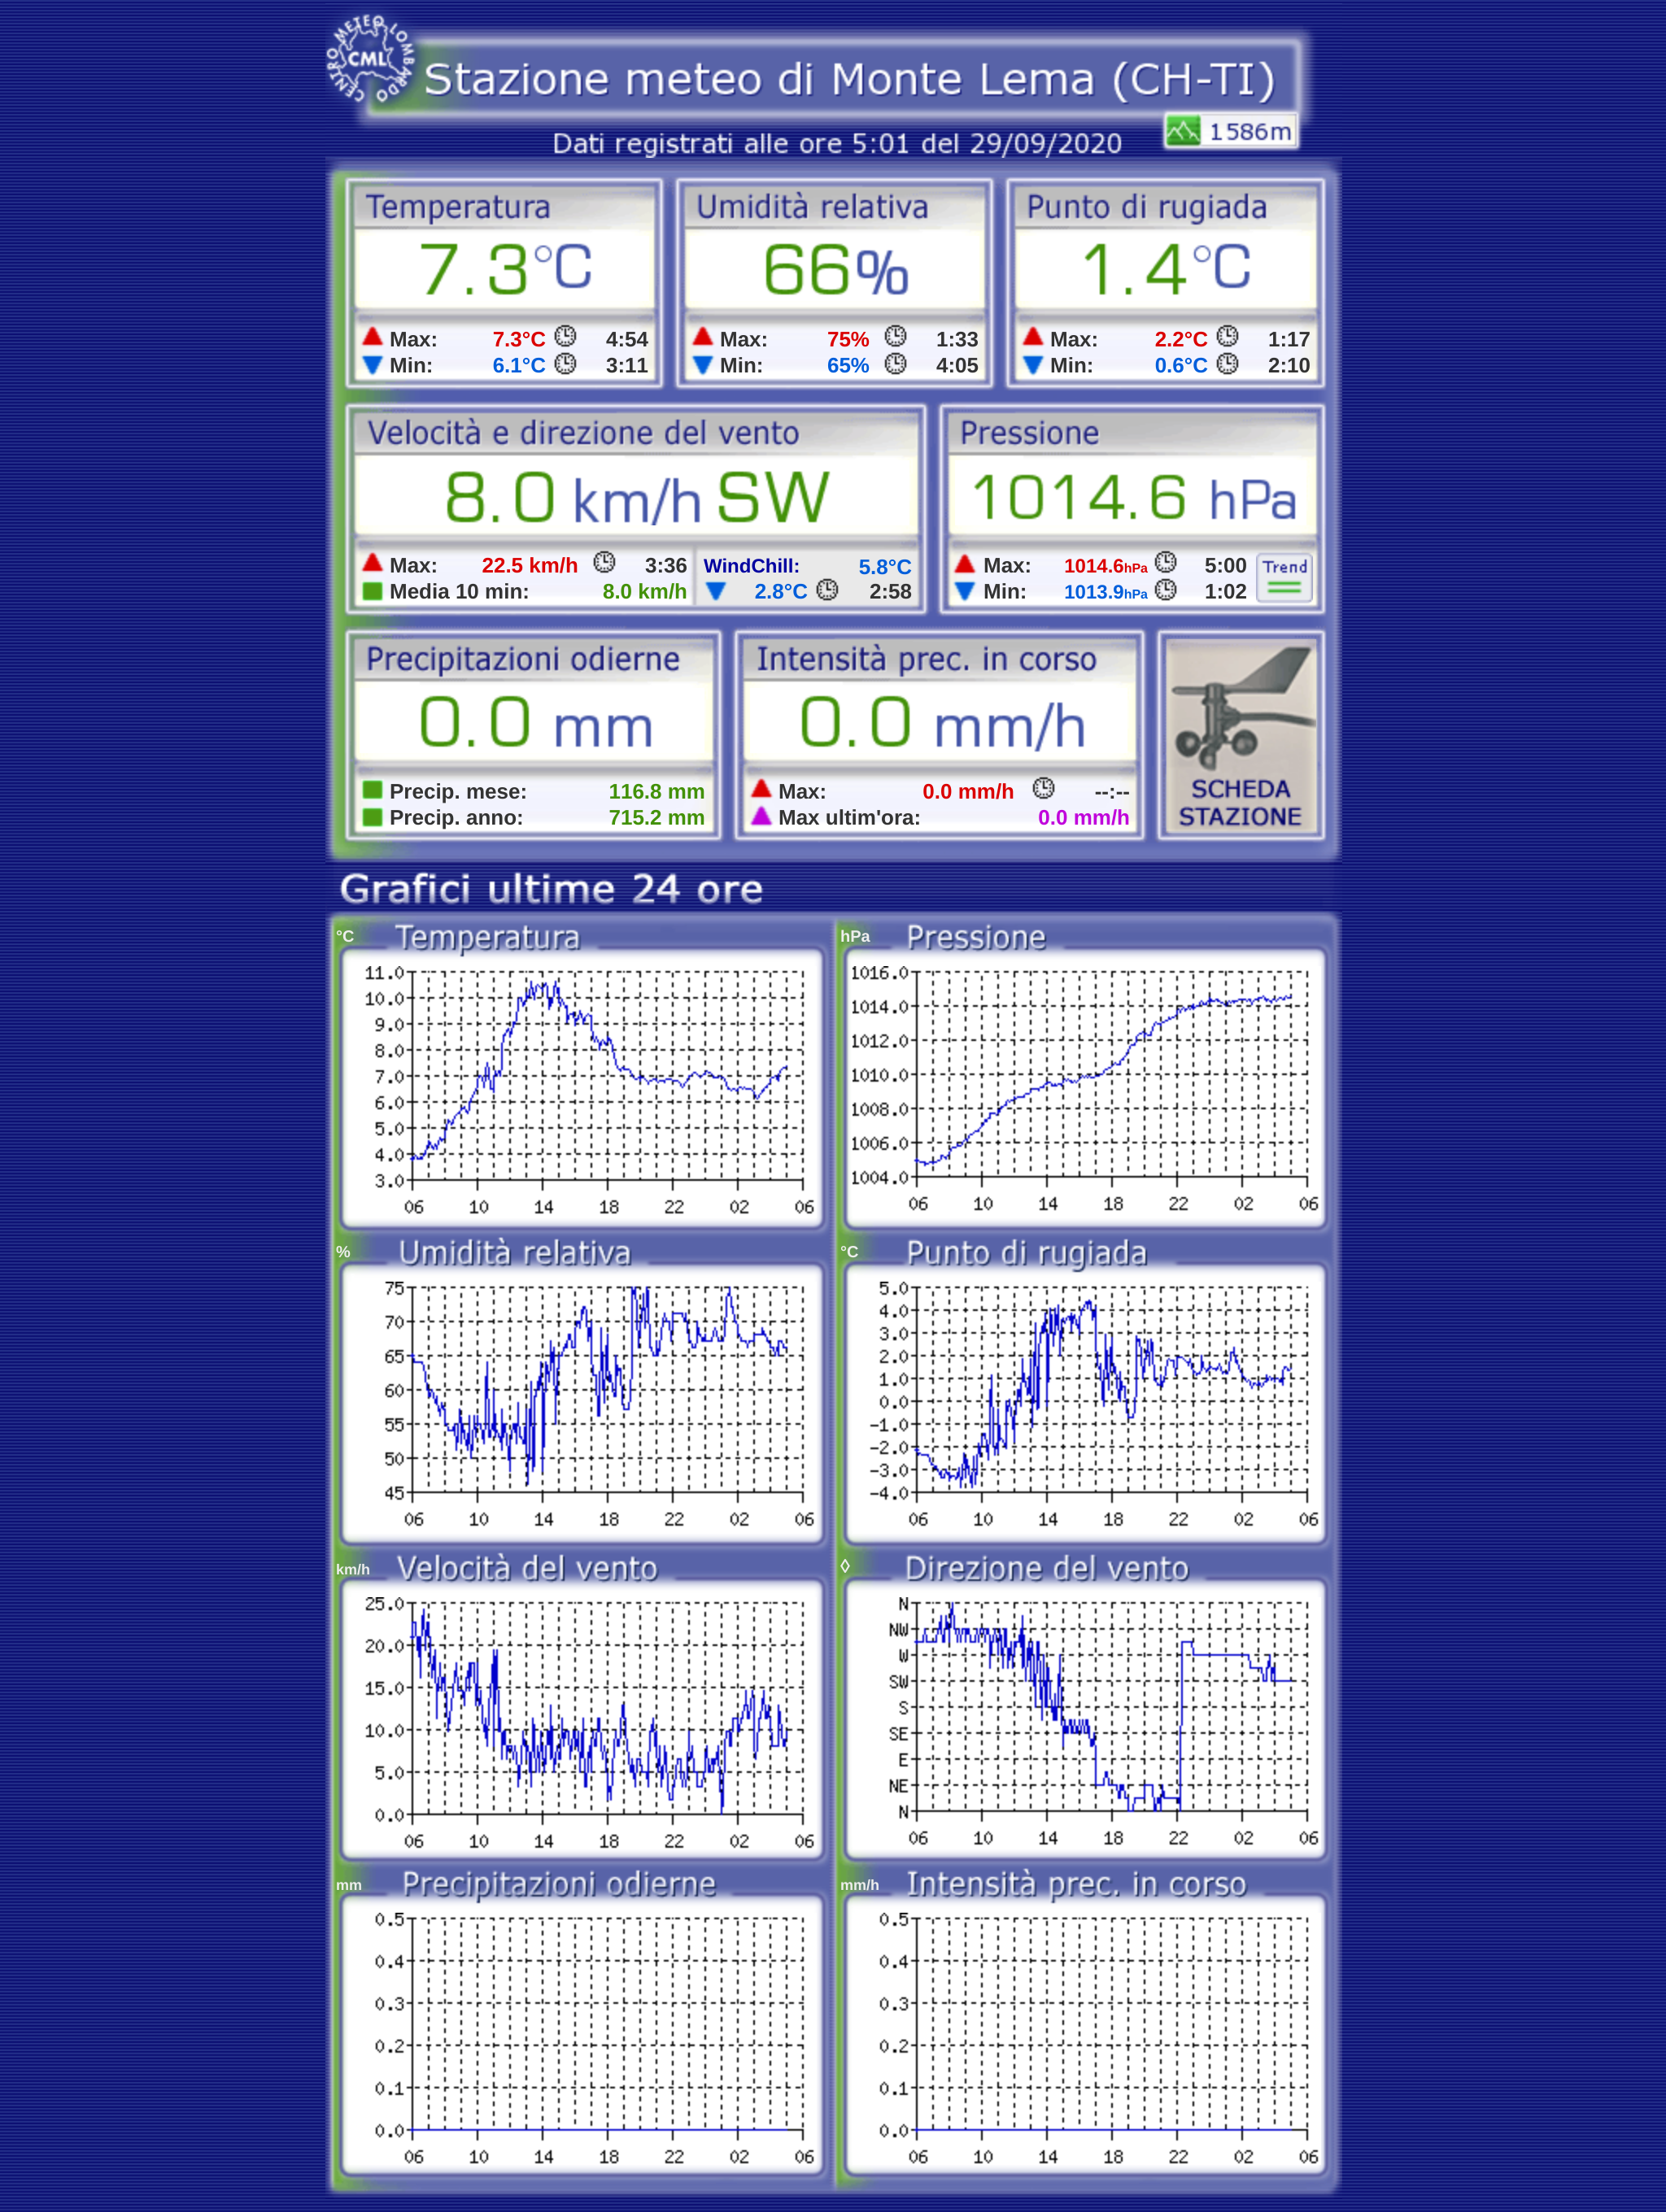 CENTRO METEO LOMBARDO
CML
Stazione meteo di Monte Lema (CH-TI)
1586m
Dati registrati alle ore 5:01 del 29/09/2020
Temperatura
7.3°C
Max: 7.3°C 4:54
Min: 6.1°C 3:11
Umidità relativa
66%
Max: 75% 1:33
Min: 65% 4:05
Punto di rugiada
1.4°C
Max: 2.2°C 1:17
Min: 0.6°C 2:10
Velocità e direzione del vento
8.0 km/h SW
Max: 22.5 km/h 3:36
Media 10 min: 8.0 km/h
WindChill: 5.8°C
2.8°C 2:58
Pressione
1014.6 hPa
Max: 1014.6hPa 5:00
Min: 1013.9hPa 1:02
Trend
Precipitazioni odierne
0.0 mm
Precip. mese: 116.8 mm
Precip. anno: 715.2 mm
Intensità prec. in corso
0.0 mm/h
Max: 0.0 mm/h --:--
Max ultim'ora: 0.0 mm/h
SCHEDA
STAZIONE
Grafici ultime 24 ore
°C Temperatura
11.0
10.0
9.0
8.0
7.0
6.0
5.0
4.0
3.0
06 10 14 18 22 02 06
hPa Pressione
1016.0
1014.0
1012.0
1010.0
1008.0
1006.0
1004.0
06 10 14 18 22 02 06
% Umidità relativa
75
70
65
60
55
50
45
06 10 14 18 22 02 06
°C Punto di rugiada
5.0
4.0
3.0
2.0
1.0
0.0
-1.0
-2.0
-3.0
-4.0
06 10 14 18 22 02 06
km/h Velocità del vento
25.0
20.0
15.0
10.0
5.0
0.0
06 10 14 18 22 02 06
◊ Direzione del vento
N
NW
W
SW
S
SE
E
NE
N
06 10 14 18 22 02 06
mm Precipitazioni odierne
0.5
0.4
0.3
0.2
0.1
0.0
06 10 14 18 22 02 06
mm/h Intensità prec. in corso
0.5
0.4
0.3
0.2
0.1
0.0
06 10 14 18 22 02 06